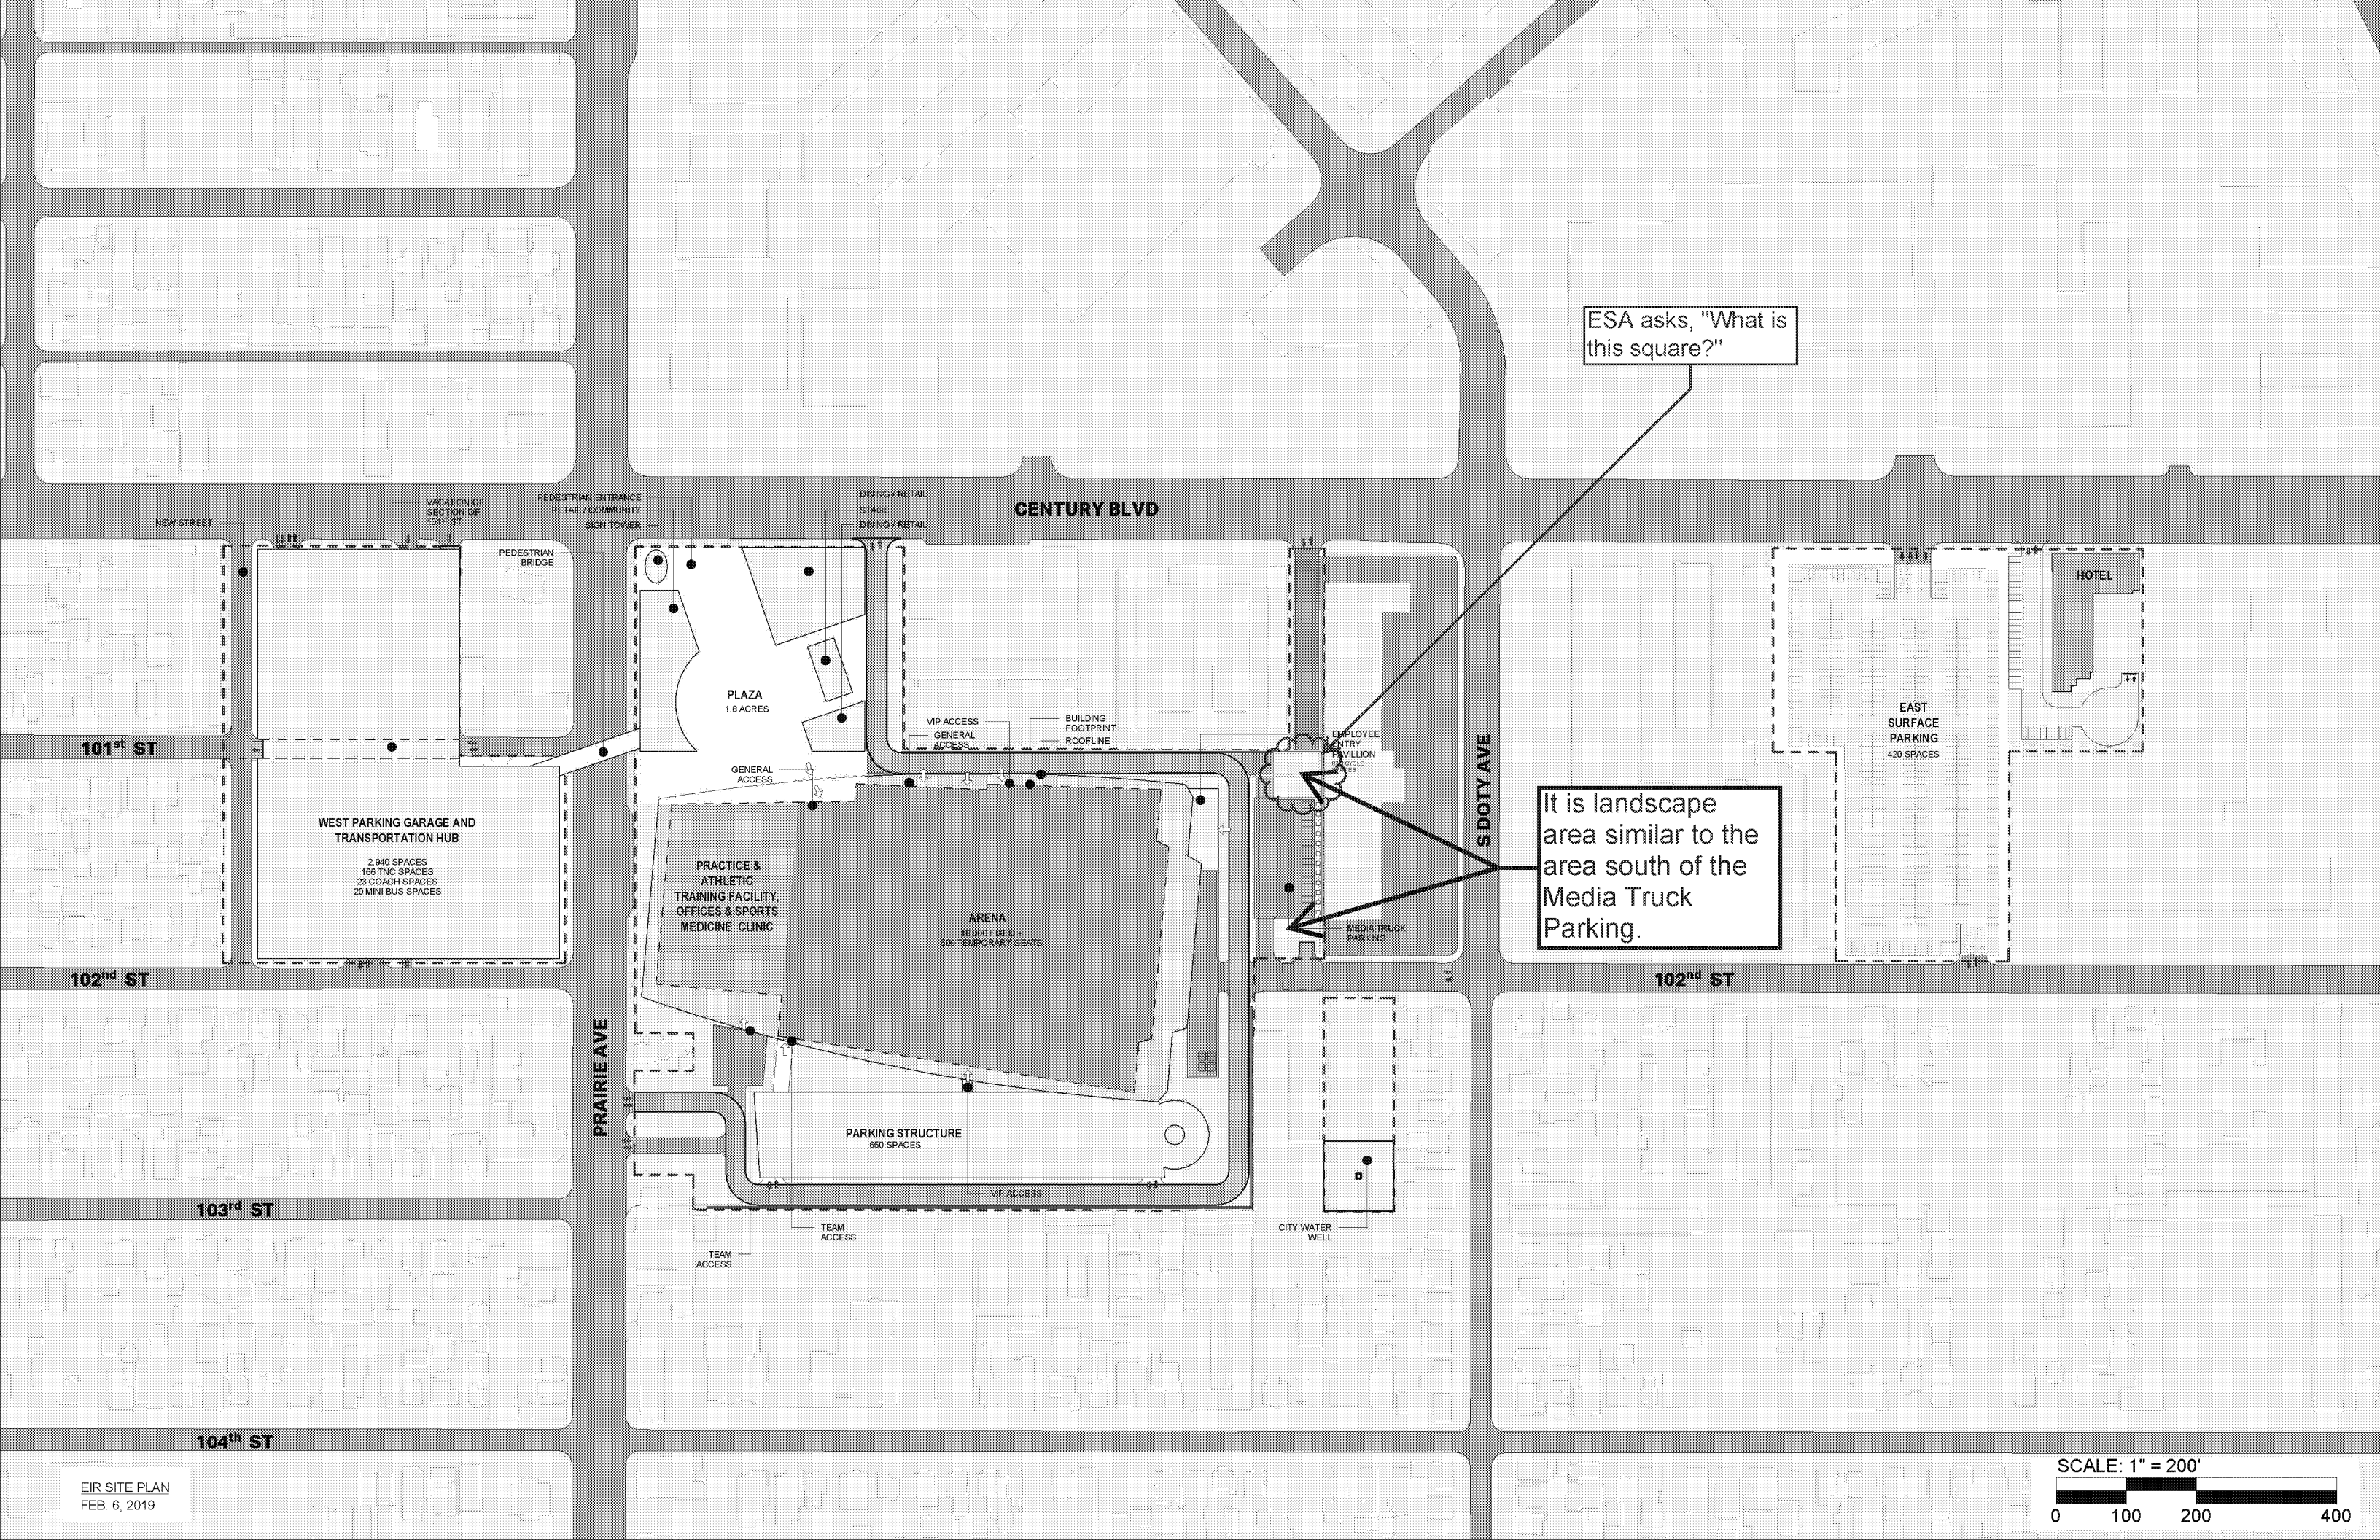 ESA asks, "What is
this square?"
VACATION OF
SECTION OF
101ST ST
NEW STREET
PEDESTRIAN ENTRANCE
RETAIL / COMMUNITY
SIGN TOWER
PEDESTRIAN
BRIDGE
DINING / RETAIL
STAGE
DINING / RETAIL
CENTURY BLVD
HOTEL
PLAZA
1.8 ACRES
VIP ACCESS
GENERAL
ACCESS
BUILDING
FOOTPRINT
ROOFLINE
EMPLOYEE
ENTRY
PAVILLION
GENERAL
ACCESS
101st ST
EAST
SURFACE
PARKING
420 SPACES
S DOTY AVE
It is landscape
area similar to the
area south of the
Media Truck
Parking.
WEST PARKING GARAGE AND
TRANSPORTATION HUB
2,940 SPACES
166 TNC SPACES
23 COACH SPACES
20 MINI BUS SPACES
PRACTICE &
ATHLETIC
TRAINING FACILITY,
OFFICES & SPORTS
MEDICINE CLINIC
ARENA
18,000 FIXED +
500 TEMPORARY SEATS
MEDIA TRUCK
PARKING
102nd ST
102nd ST
PRAIRIE AVE
PARKING STRUCTURE
650 SPACES
VIP ACCESS
103rd ST
TEAM
ACCESS
TEAM
ACCESS
CITY WATER
WELL
104th ST
EIR SITE PLAN
FEB. 6, 2019
SCALE: 1" = 200'
0 100 200 400